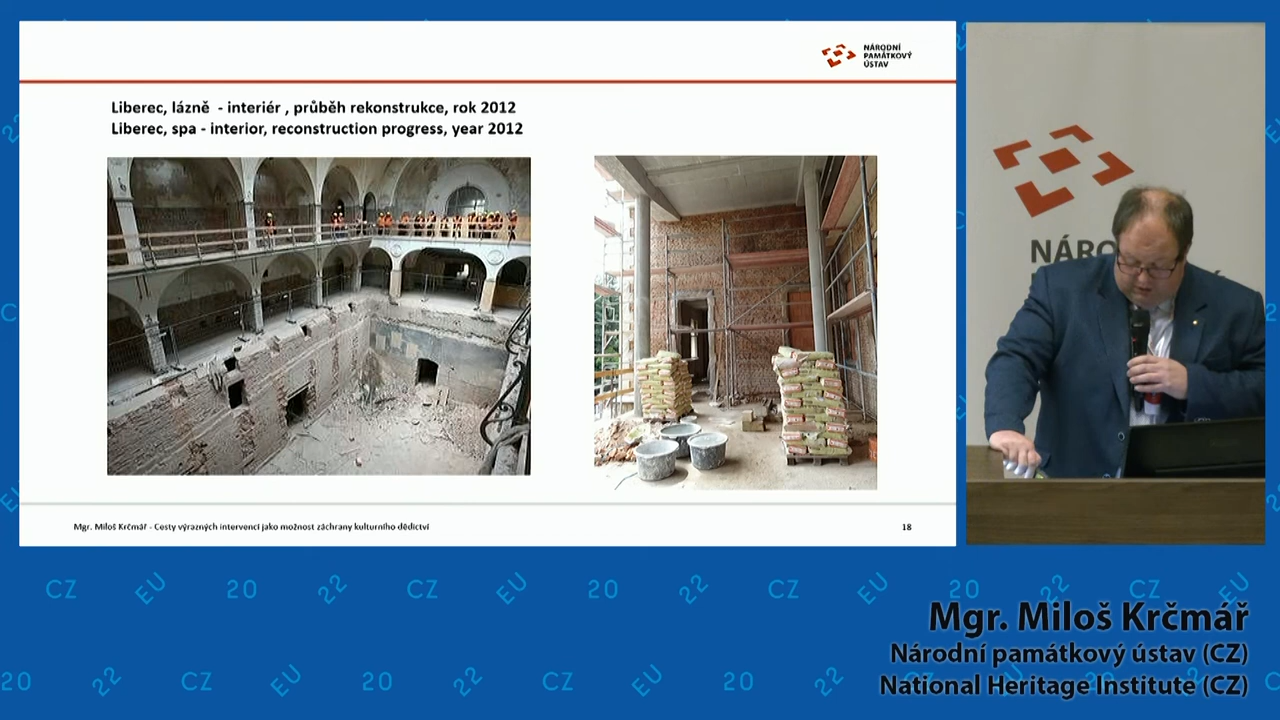 NÁRODNÍ
PAMÁTKOVÝ
ÚSTAV
Liberec, lázně - interiér , průběh rekonstrukce, rok 2012
Liberec, spa - interior, reconstruction progress, year 2012
Mgr. Miloš Krčmář - Cesty výrazných intervencí jako možnost záchrany kulturního dědictví
18
NÁRO
CZ EU 20 22 CZ EU 20 22 CZ EU 20 22 CZ EU
Mgr. Miloš Krčmář
Národní památkový ústav (CZ)
National Heritage Institute (CZ)
20 22 CZ EU 20 22 CZ EU 20 22 CZ